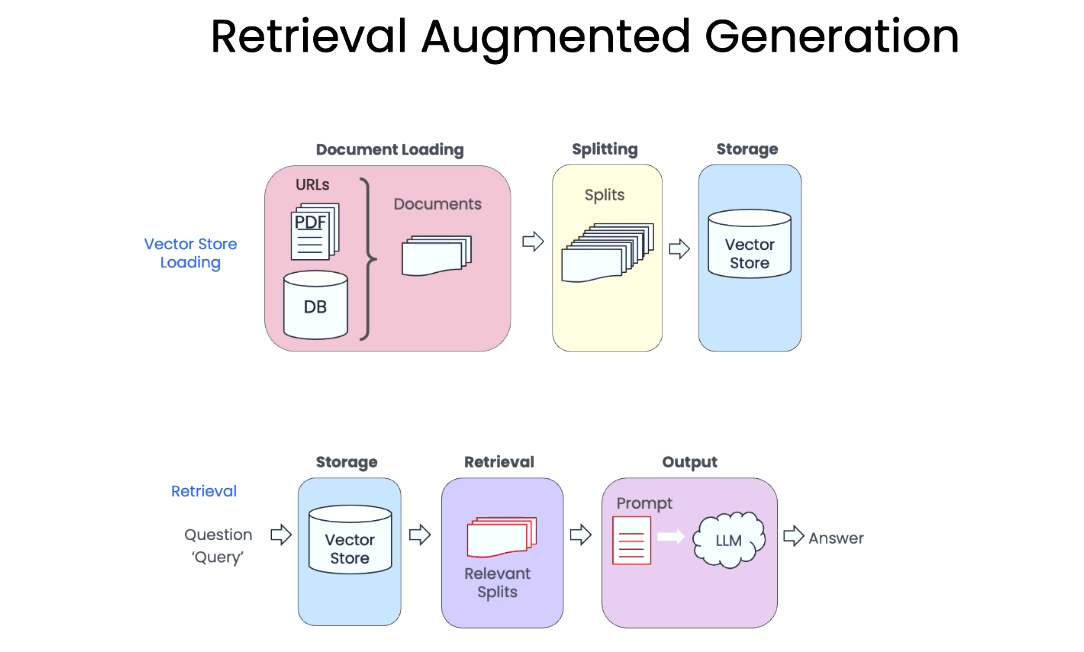 Retrieval Augmented Generation
Document Loading
Splitting
Storage
URLs
PDF
DB
Documents
Splits
Vector
Store
Vector Store
Loading
Storage
Retrieval
Output
Retrieval
Question
‘Query’
Vector
Store
Relevant
Splits
Prompt
LLM
Answer